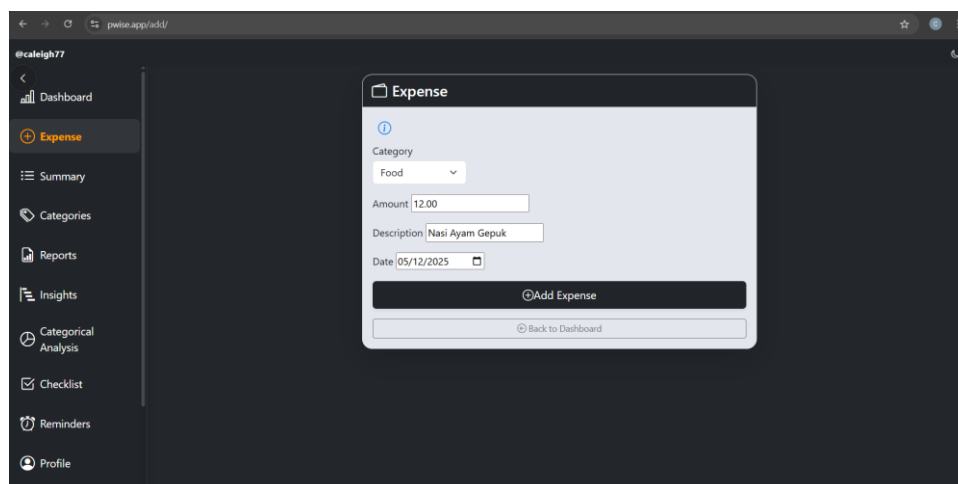 pwise.app/add/
C
@caleigh77
Dashboard
Expense
Summary
Categories
Reports
Insights
Categorical
Analysis
Checklist
Reminders
Profile
Expense
i
Category
Food
Amount 12.00
Description Nasi Ayam Gepuk
Date 05/12/2025
Add Expense
Back to Dashboard